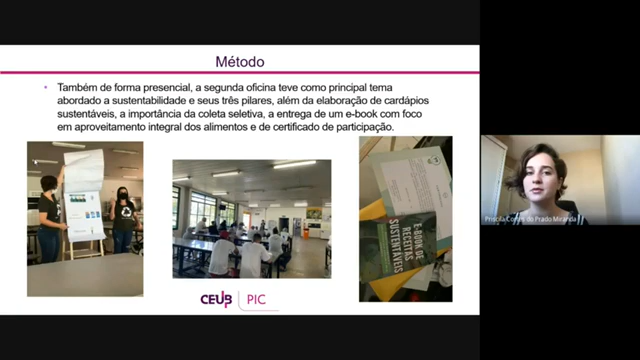 Método
• Também de forma presencial, a segunda oficina teve como principal tema
abordado a sustentabilidade e seus três pilares, além da elaboração de cardápios
sustentáveis, a importância da coleta seletiva, a entrega de um e-book com foco
em aproveitamento integral dos alimentos e de certificado de participação.
E-BOOK DE
RECEITAS
SUSTENTÁVEIS
Priscila Cortez do Prado Miranda
CEUB PIC